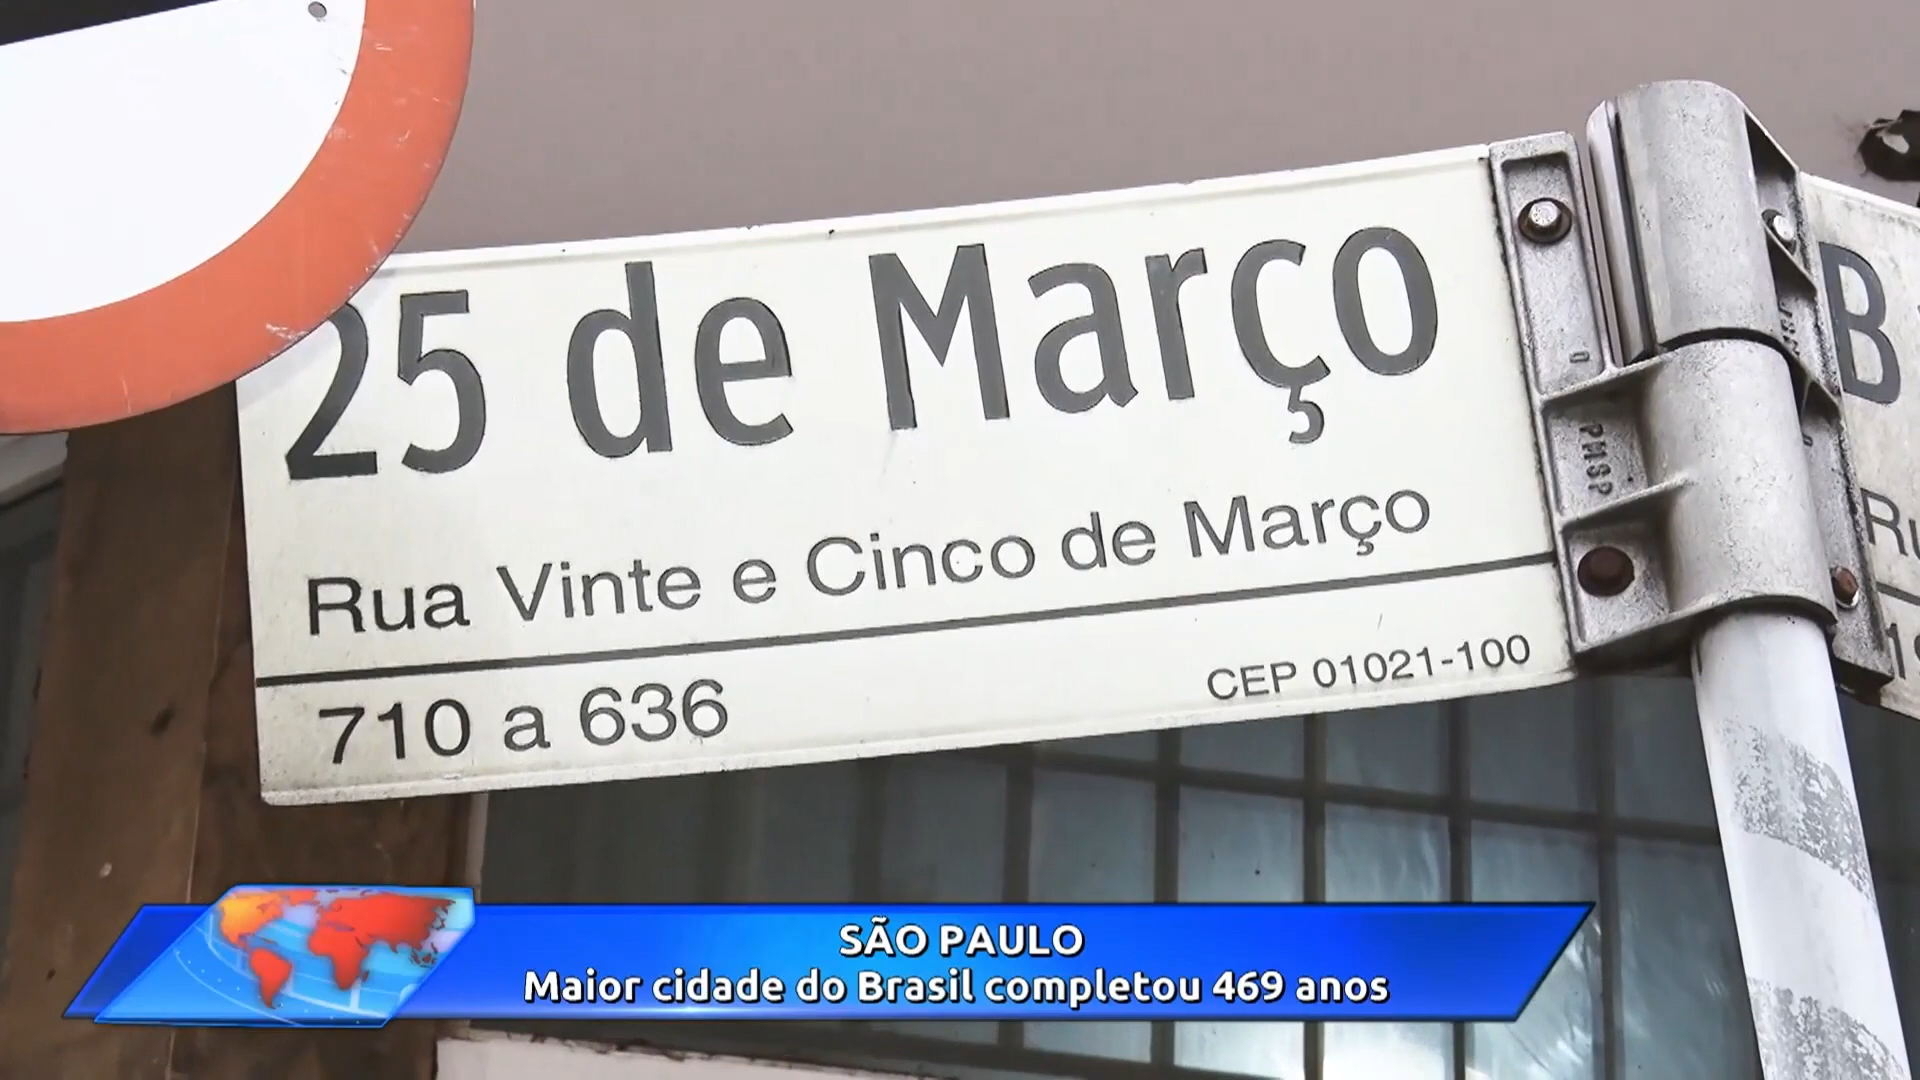 25 de Março
Rua Vinte e Cinco de Março
710 a 636
CEP 01021-100
PMSP
B
Ru
SÃO PAULO
Maior cidade do Brasil completou 469 anos